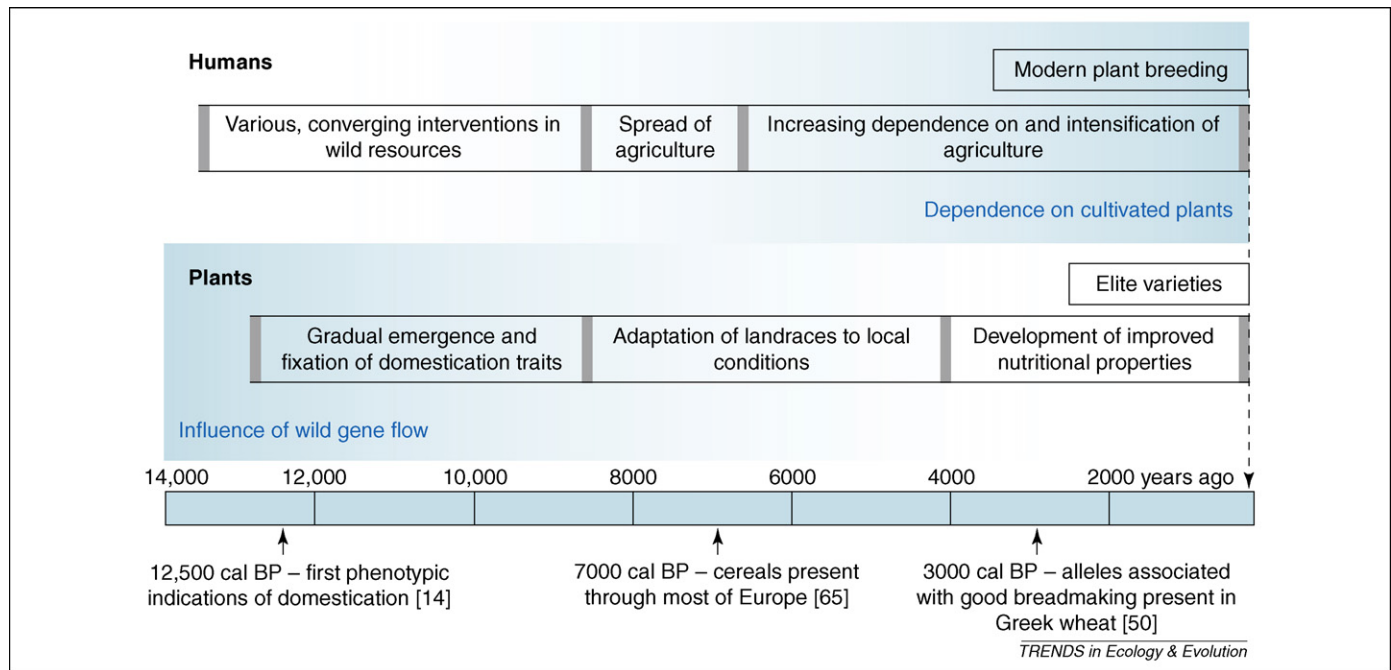 Humans
Modern plant breeding
Various, converging interventions in
wild resources
Spread of
agriculture
Increasing dependence on and intensification of
agriculture
Dependence on cultivated plants
Plants
Elite varieties
Gradual emergence and
fixation of domestication traits
Adaptation of landraces to local
conditions
Development of improved
nutritional properties
Influence of wild gene flow
14,000 12,000 10,000 8000 6000 4000 2000 years ago
12,500 cal BP – first phenotypic
indications of domestication [14]
7000 cal BP – cereals present
through most of Europe [65]
3000 cal BP – alleles associated
with good breadmaking present in
Greek wheat [50]
TRENDS in Ecology & Evolution